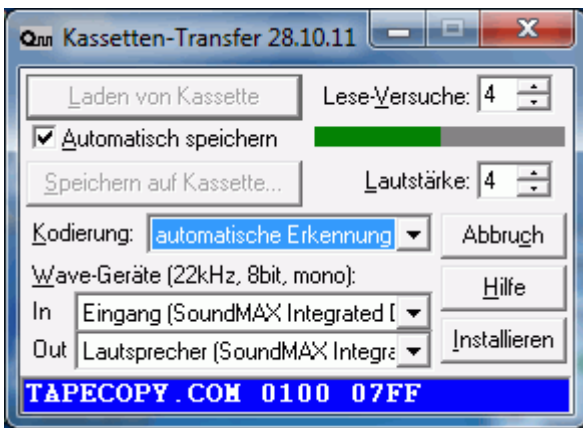 Kassetten-Transfer 28.10.11
Laden von Kassette
Lese-Versuche: 4
Automatisch speichern
Speichern auf Kassette...
Lautstärke: 4
Kodierung: automatische Erkennung
Abbruch
Wave-Geräte (22kHz, 8bit, mono):
Hilfe
In Eingang (SoundMAX Integrated
Out Lautsprecher (SoundMAX Integra
Installieren
TAPECOPY.COM 0100 07FF